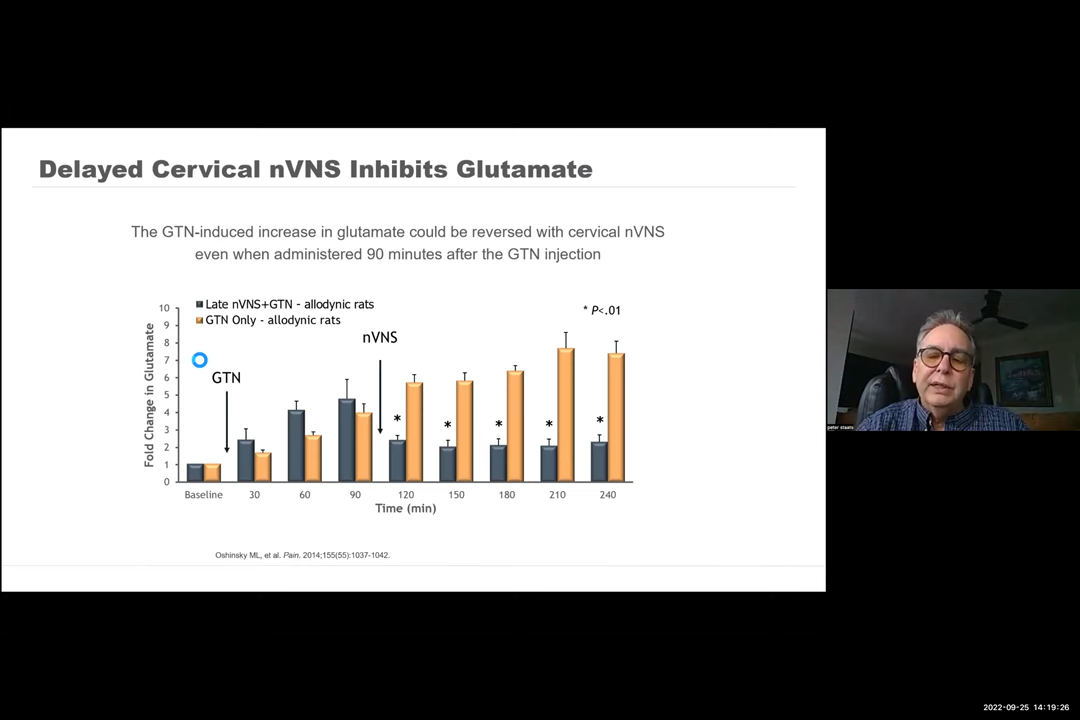 Delayed Cervical nVNS Inhibits Glutamate
The GTN-induced increase in glutamate could be reversed with cervical nVNS
even when administered 90 minutes after the GTN injection
Late nVNS+GTN - allodynic rats
GTN Only - allodynic rats
* P<.01
nVNS
GTN
Fold Change in Glutamate
10
9
8
7
6
5
4
3
2
1
0
* * * * *
Baseline 30 60 90 120 150 180 210 240
Time (min)
Oshinsky ML, et al. Pain. 2014;155(55):1037-1042.
peter staats
2022-09-25 14:19:26